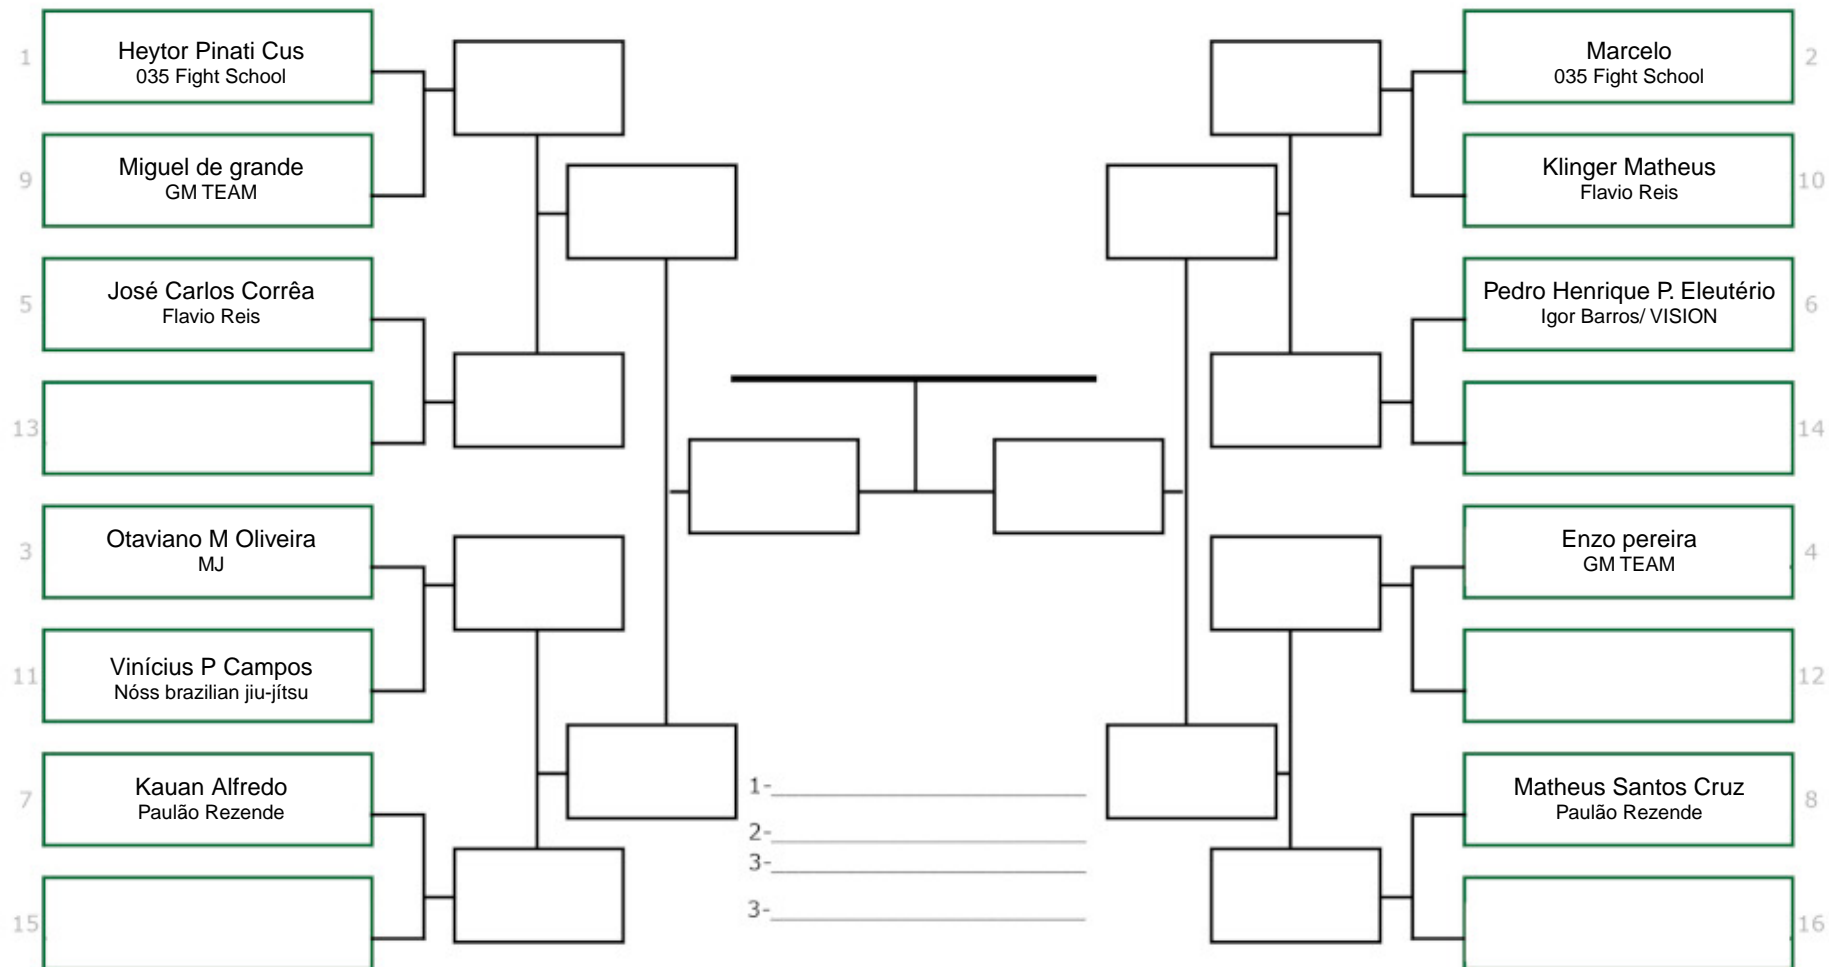 1
Heytor Pinati Cus
035 Fight School
9
Miguel de grande
GM TEAM
5
José Carlos Corrêa
Flavio Reis
13
3
Otaviano M Oliveira
MJ
11
Vinícius P Campos
Nóss brazilian jiu-jítsu
7
Kauan Alfredo
Paulão Rezende
15
1-
2-
3-
3-
Marcelo
035 Fight School
2
Klinger Matheus
Flavio Reis
10
Pedro Henrique P. Eleutério
Igor Barros/ VISION
6
14
Enzo pereira
GM TEAM
4
12
Matheus Santos Cruz
Paulão Rezende
8
16